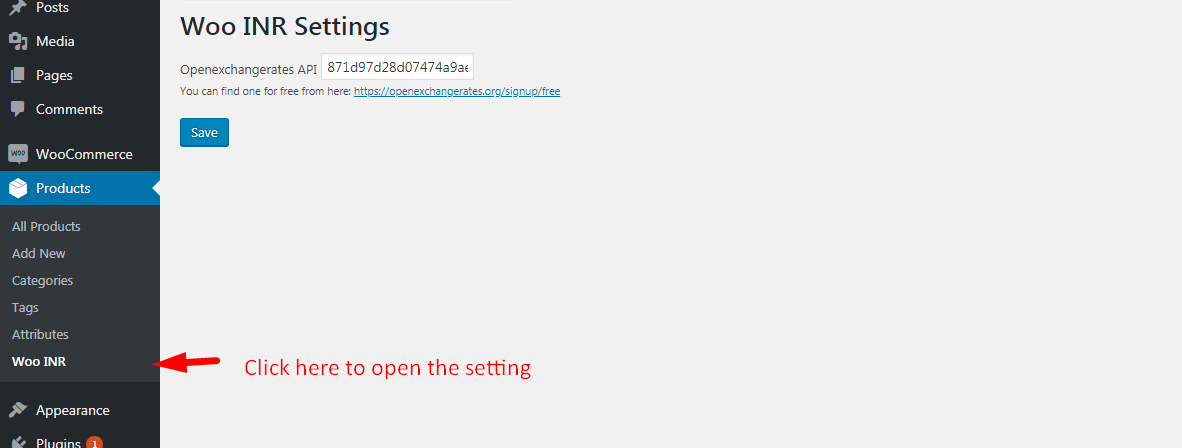 Posts
Media
Pages
Comments
woo WooCommerce
Products
All Products
Add New
Categories
Tags
Attributes
Woo INR
Appearance
Plugins 1
Woo INR Settings
Openexchangerates API 871d97d28d07474a9ae
You can find one for free from here: https://openexchangerates.org/signup/free
Save
Click here to open the setting